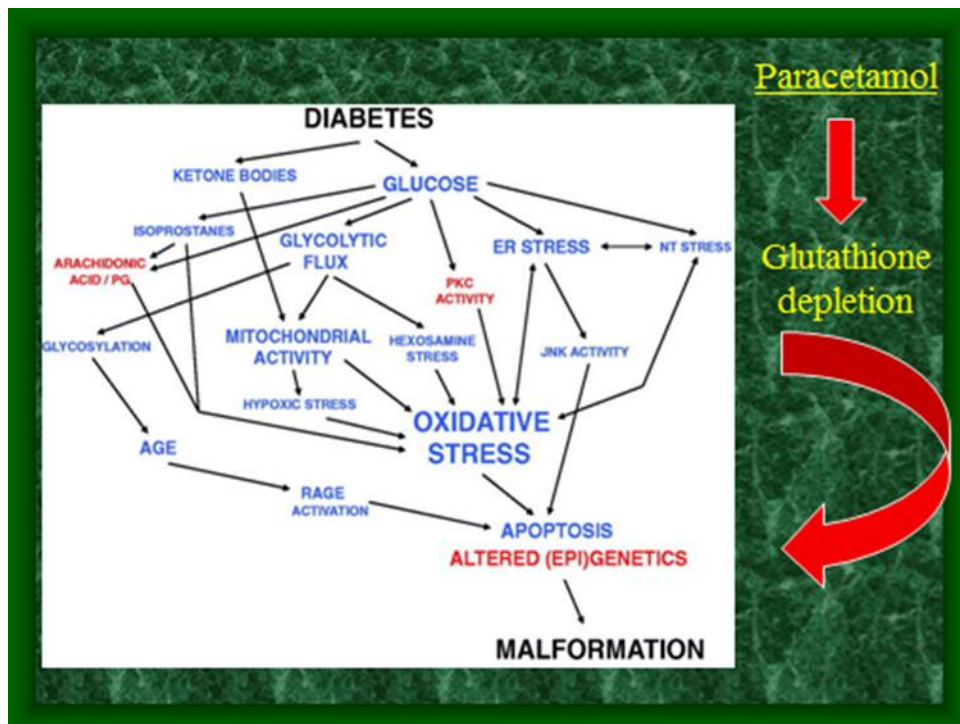 Paracetamol
DIABETES
KETONE BODIES
GLUCOSE
ISOPROSTANES
GLYCOLYTIC
FLUX
ER STRESS
NT STRESS
Glutathione
depletion
ARACHIDONIC
ACID / PG
PKC
ACTIVITY
GLYCOSYLATION
MITOCHONDRIAL
ACTIVITY
HEXOSAMINE
STRESS
JNK ACTIVITY
HYPOXIC STRESS
OXIDATIVE
STRESS
AGE
RAGE
ACTIVATION
APOPTOSIS
ALTERED (EPI)GENETICS
MALFORMATION